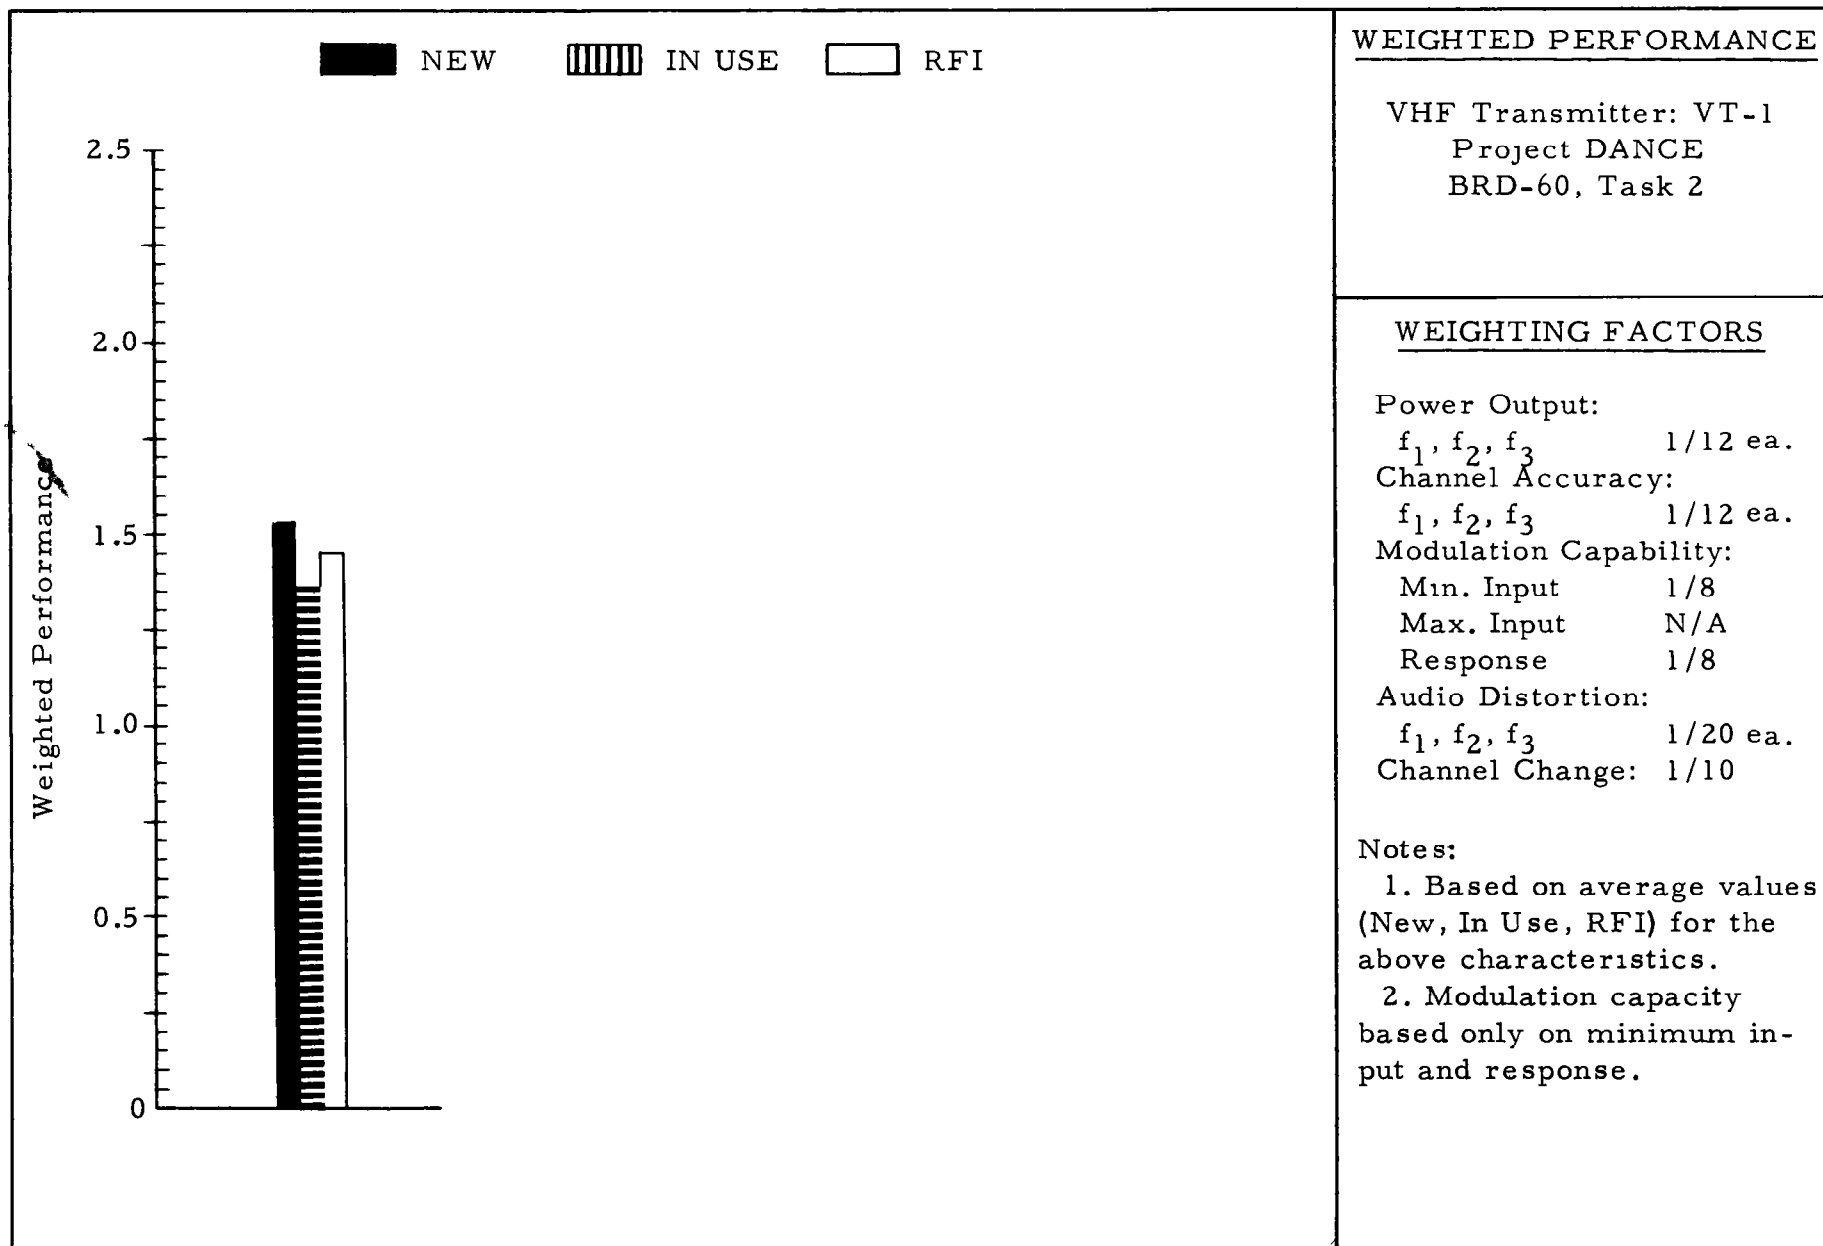 NEW IN USE RFI
2.5
2.0
1.5
1.0
0.5
0
Weighted Performance
WEIGHTED PERFORMANCE
VHF Transmitter: VT-1
Project DANCE
BRD-60, Task 2
WEIGHTING FACTORS
Power Output:
f1, f2, f3 1/12 ea.
Channel Accuracy:
f1, f2, f3 1/12 ea.
Modulation Capability:
Min. Input 1/8
Max. Input N/A
Response 1/8
Audio Distortion:
f1, f2, f3 1/20 ea.
Channel Change: 1/10
Notes:
1. Based on average values
(New, In Use, RFI) for the
above characteristics.
2. Modulation capacity
based only on minimum in-
put and response.